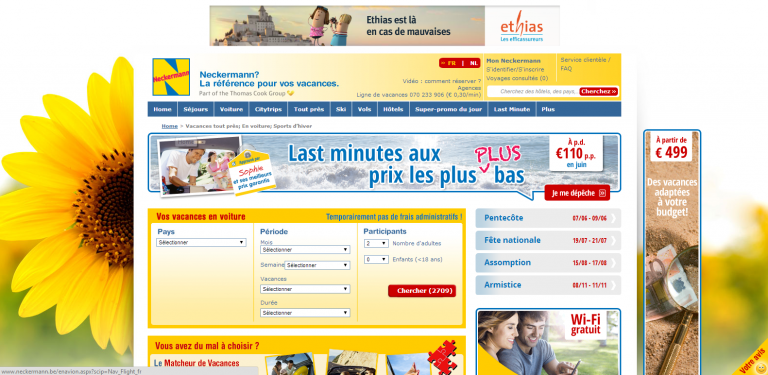 Ethias est là
en cas de mauvaises
ethias
Les efficansureurs
Neckermann
Neckermann?
La référence pour vos vacances.
Part of the Thomas Cook Group
FR | NL
Vidéo : comment réserver ?
Agences
Ligne de vacances 070 233 906 (€ 0,30/min)
Mon Neckermann
S'identifier/S'inscrire
Voyages consultés (0)
Service clientèle /
FAQ
Cherchez des hôtels, des pays,
Cherchez »
Home Séjours Voiture Citytrips Tout près Ski Vols Hôtels Super-promo du jour Last Minute Plus
Home > Vacances tout près; En voiture; Sports d'hiver
Sophie
et ses meilleurs
prix garantis
Last minutes aux
prix les plus PLUS bas
À p.d.
€110 p.p.
en juin
Je me dépêche
À partir de
€ 499
Des vacances
adaptées
à votre
budget!
Vos vacances en voiture
Temporairement pas de frais administratifs !
Pays
Sélectionner
Période
Mois
Sélectionner
Semaine Sélectionner
Vacances
Sélectionner
Durée
Sélectionner
Participants
2 Nombre d'adultes
0 Enfants (<18 ans)
Chercher (2709)
Pentecôte 07/06 - 09/06
Fête nationale 19/07 - 21/07
Assomption 15/08 - 17/08
Armistice 08/11 - 11/11
Wi-Fi
gratuit
Vous avez du mal à choisir ?
Le Matcheur de Vacances
Votre avis
www.neckermann.be/enavion.aspx?scip=Nav_Flight_fr